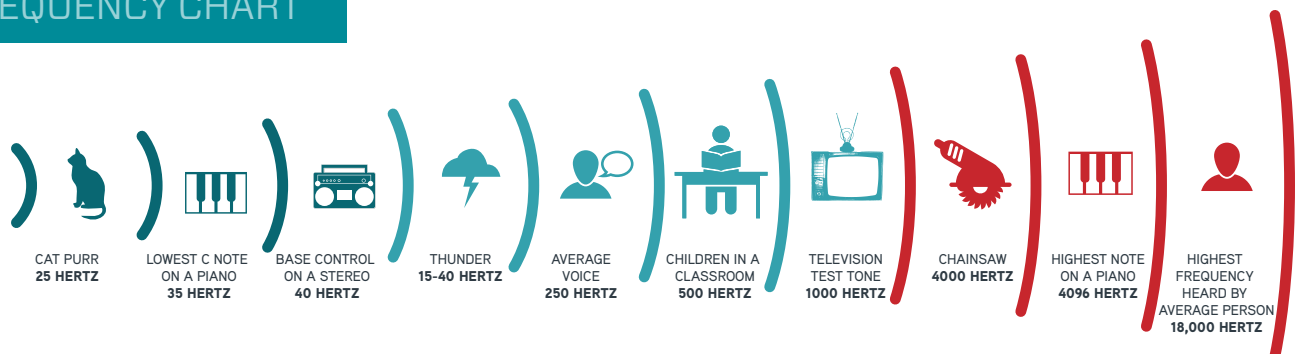 EQUENCY CHART
CAT PURR
25 HERTZ
LOWEST C NOTE
ON A PIANO
35 HERTZ
BASE CONTROL
ON A STEREO
40 HERTZ
THUNDER
15-40 HERTZ
AVERAGE
VOICE
250 HERTZ
CHILDREN IN A
CLASSROOM
500 HERTZ
TELEVISION
TEST TONE
1000 HERTZ
CHAINSAW
4000 HERTZ
HIGHEST NOTE
ON A PIANO
4096 HERTZ
HIGHEST
FREQUENCY
HEARD BY
AVERAGE PERSON
18,000 HERTZ